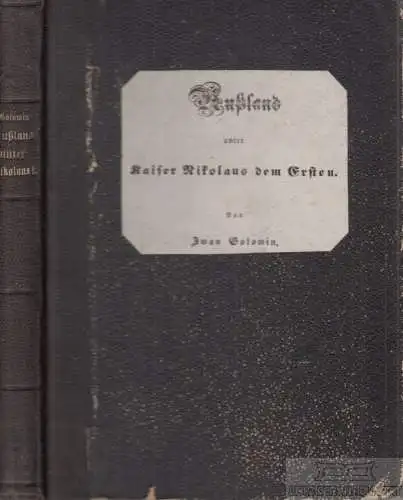 Golowin
Rußland
unter
Nikolaus I.
Rußland
unter
Kaiser Nikolaus dem Ersten.
Von
Iwan Golowin.